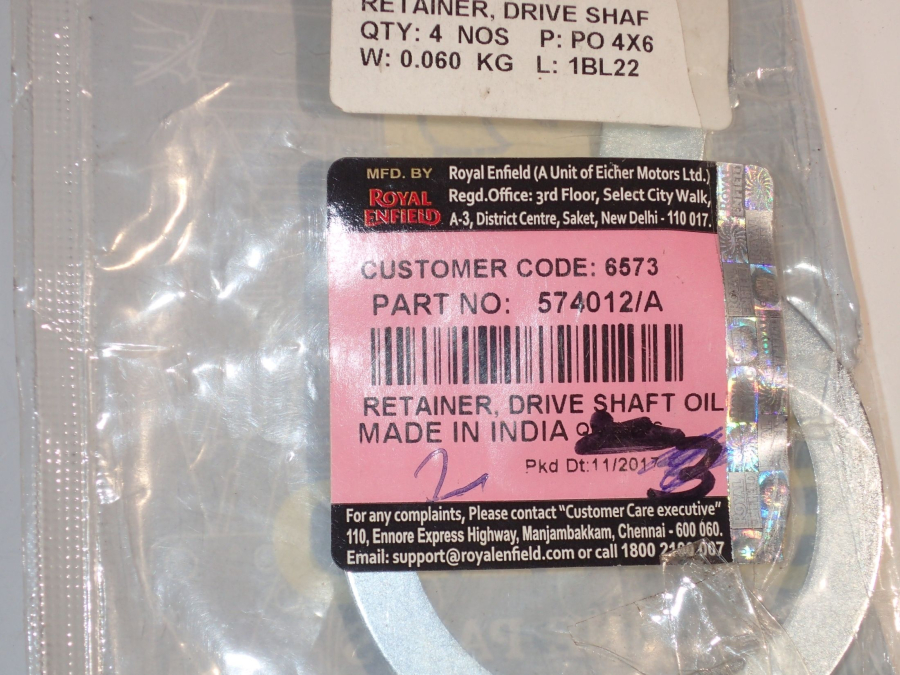 RETAINER, DRIVE SHAF
QTY: 4 NOS P: PO 4X6
W: 0.060 KG L: 1BL22
MFD. BY
ROYAL
ENFIELD
Royal Enfield (A Unit of Eicher Motors Ltd.)
Regd.Office: 3rd Floor, Select City Walk,
A-3, District Centre, Saket, New Delhi - 110 017.
CUSTOMER CODE: 6573
PART NO: 574012/A
RETAINER, DRIVE SHAFT OIL
MADE IN INDIA
Pkd Dt:11/2017
2
3
For any complaints, Please contact "Customer Care executive"
110, Ennore Express Highway, Manjambakkam, Chennai - 600 060.
Email: support@royalenfield.com or call 1800 2100 007